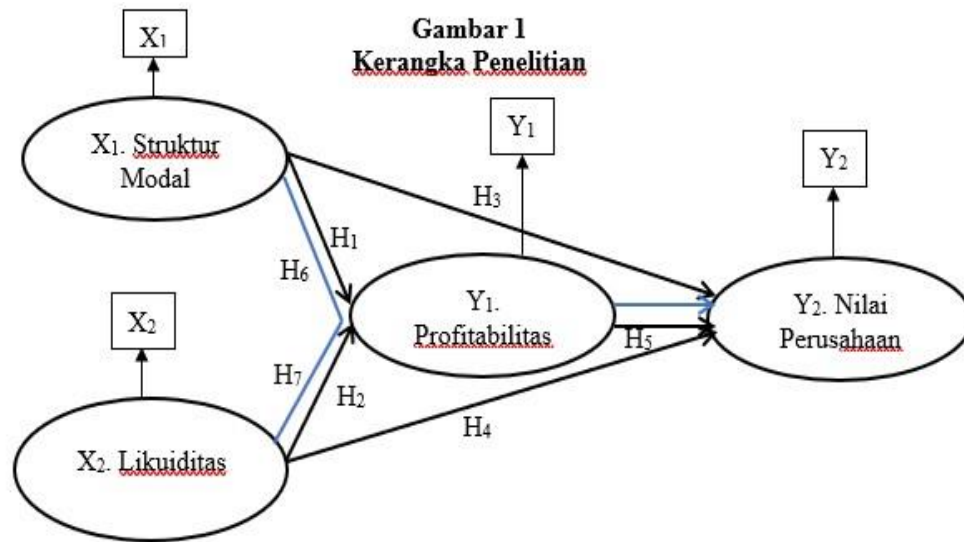 Gambar 1
Kerangka Penelitian
X1
X1. Struktur
Modal
Y1
Y2
H3
H1
H6
X2
Y1.
Profitabilitas
Y2. Nilai
Perusahaan
H5
H7
H2
H4
X2. Likuiditas